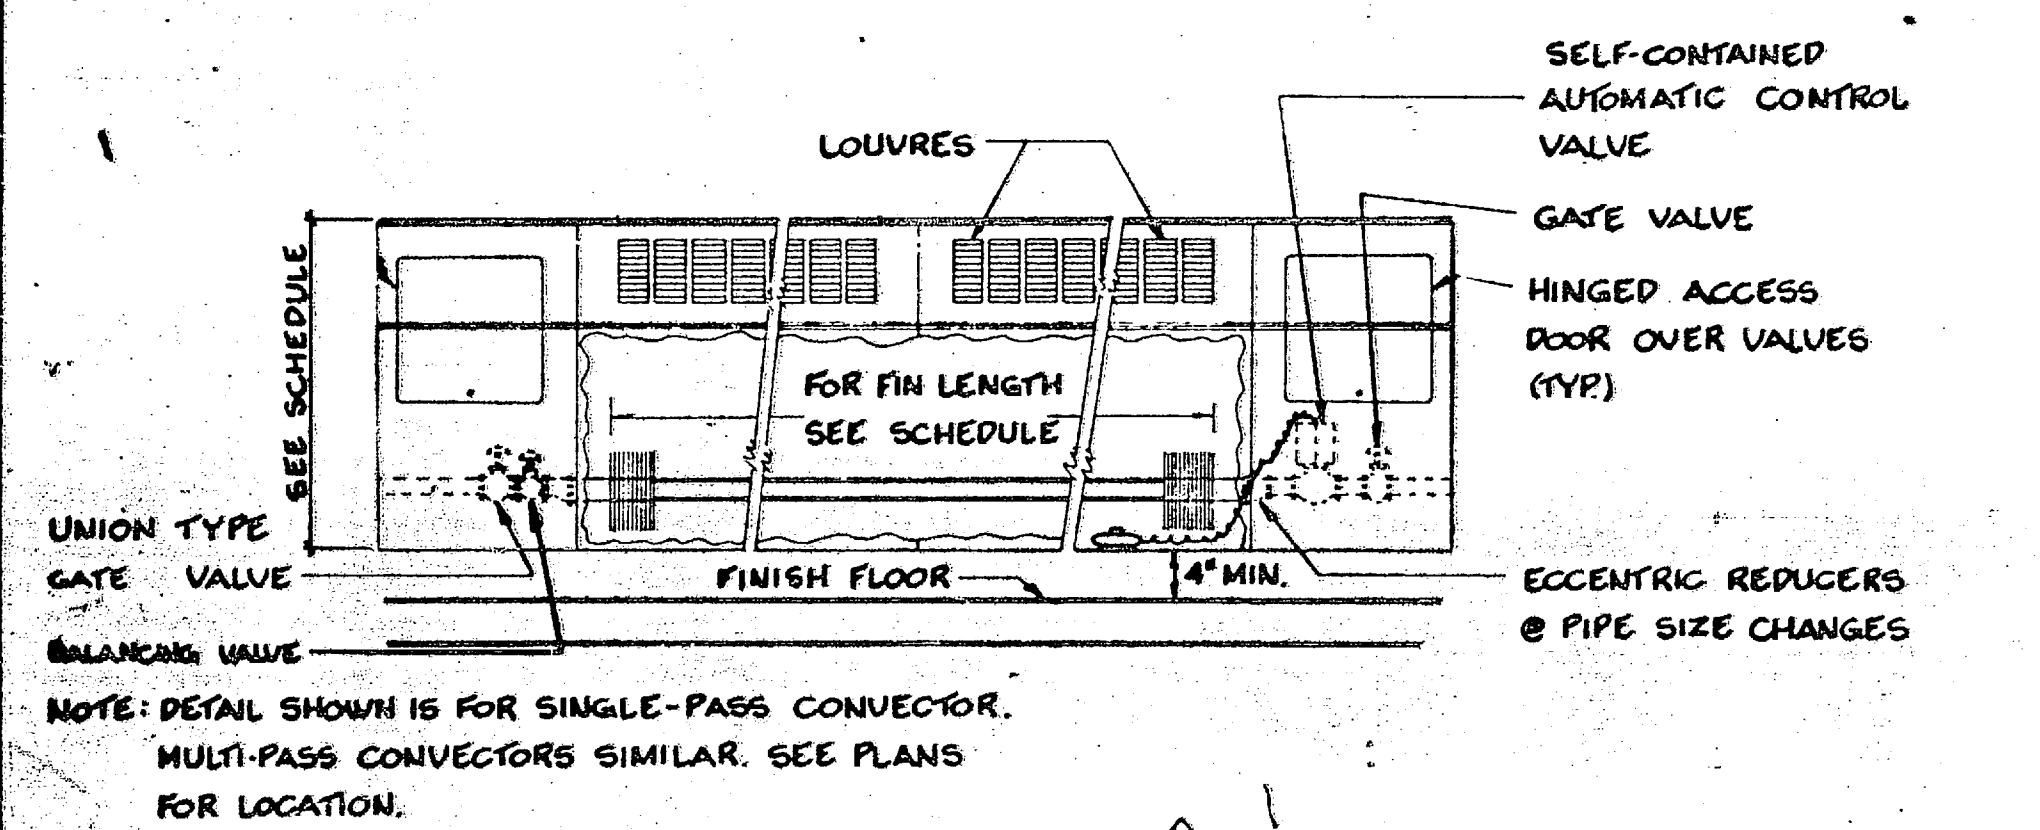 SELF-CONTAINED
AUTOMATIC CONTROL
VALVE
LOUVRES
GATE VALVE
HINGED ACCESS
DOOR OVER VALVES
(TYP.)
SEE SCHEDULE
FOR FIN LENGTH
SEE SCHEDULE
UNION TYPE
GATE VALVE
FINISH FLOOR
4" MIN.
ECCENTRIC REDUCERS
@ PIPE SIZE CHANGES
BALANCING VALVE
NOTE: DETAIL SHOWN IS FOR SINGLE-PASS CONVECTOR.
MULTI-PASS CONVECTORS SIMILAR. SEE PLANS
FOR LOCATION.